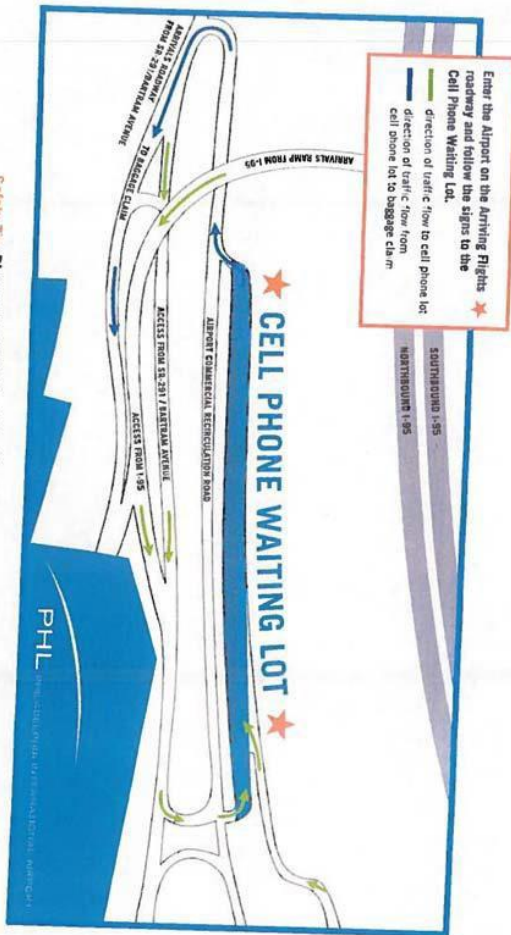 Enter the Airport on the Arriving Flights
roadway and follow the signs to the
Cell Phone Waiting Lot.
direction of traffic flow to cell phone lot
direction of traffic flow from
cell phone lot to baggage claim
SOUTHBOUND I-95
NORTHBOUND I-95
ARRIVALS RAMP FROM I-95
CELL PHONE WAITING LOT
AIRPORT COMMERCIAL RECIRCULATION ROAD
ACCESS FROM SR-291 / BARTRAM AVENUE
ACCESS FROM I-95
TO BAGGAGE CLAIM
ARRIVALS ROADWAY
FROM SR-291/BARTRAM AVENUE
PHL PHILADELPHIA INTERNATIONAL AIRPORT